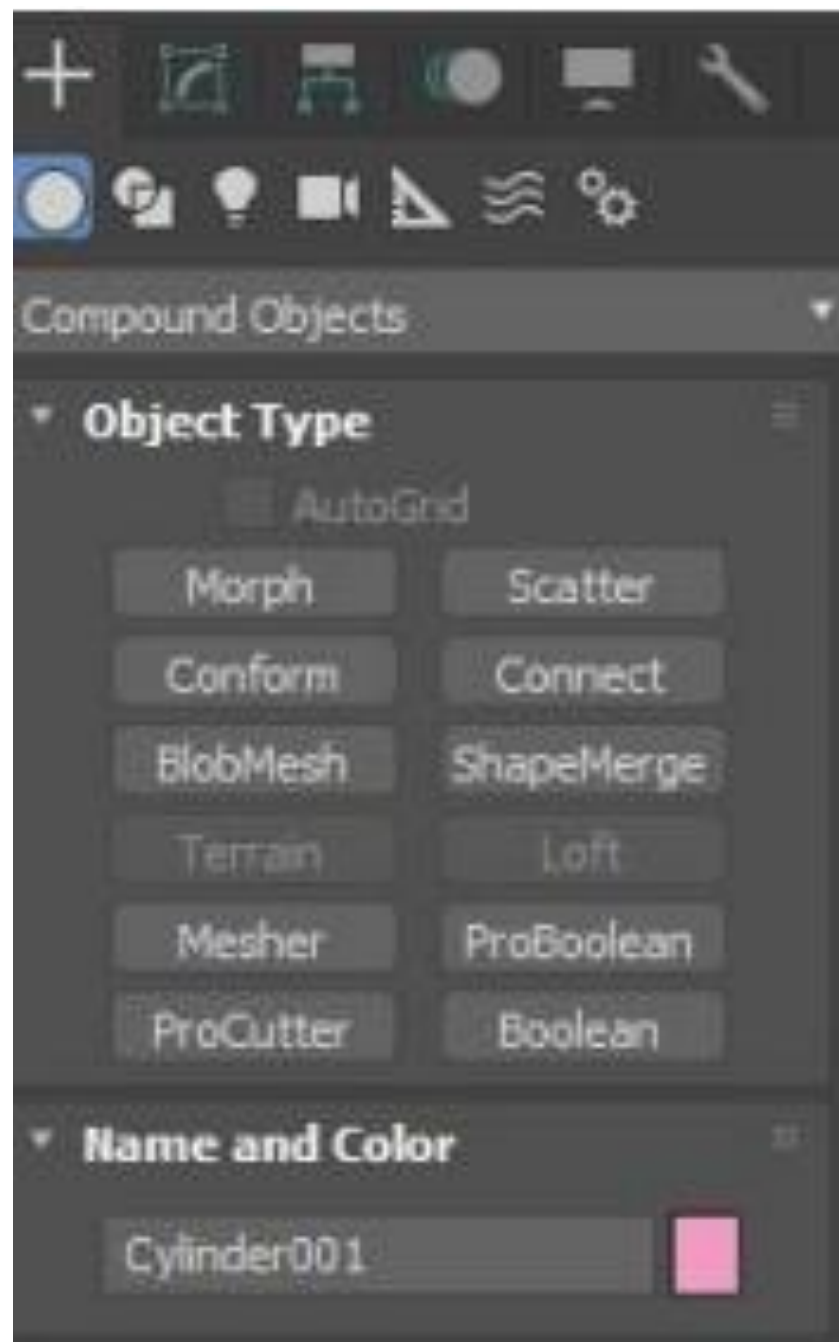 Compound Objects
Object Type
AutoGrid
Morph Scatter
Conform Connect
BlobMesh ShapeMerge
Terrain Loft
Mesher ProBoolean
ProCutter Boolean
Name and Color
Cylinder001